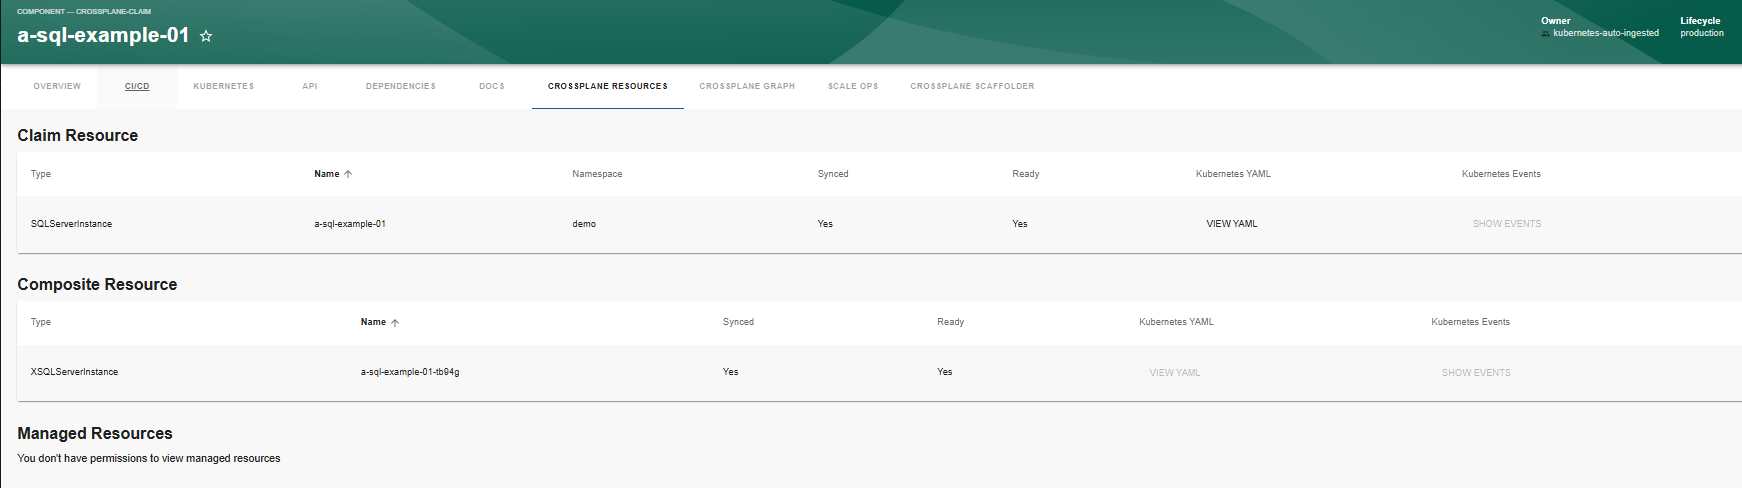 COMPONENT — CROSSPLANE-CLAIM
a-sql-example-01
Owner
kubernetes-auto-ingested
Lifecycle
production
OVERVIEW CI/CD KUBERNETES API DEPENDENCIES DOCS CROSSPLANE RESOURCES CROSSPLANE GRAPH SCALE OPS CROSSPLANE SCAFFOLDER
Claim Resource
Type Name Namespace Synced Ready Kubernetes YAML Kubernetes Events
SQLServerInstance a-sql-example-01 demo Yes Yes VIEW YAML SHOW EVENTS
Composite Resource
Type Name Synced Ready Kubernetes YAML Kubernetes Events
XSQLServerInstance a-sql-example-01-tb94g Yes Yes VIEW YAML SHOW EVENTS
Managed Resources
You don't have permissions to view managed resources